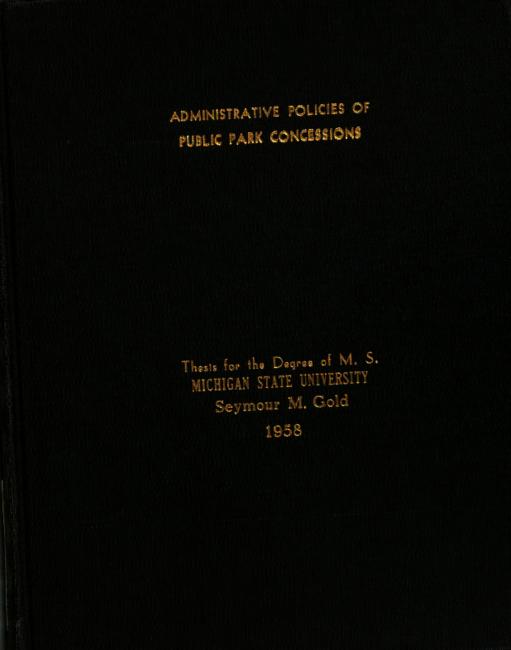 ADMINISTRATIVE POLICIES OF
PUBLIC PARK CONCESSIONS
Thesis for the Degree of M. S.
MICHIGAN STATE UNIVERSITY
Seymour M. Gold
1958